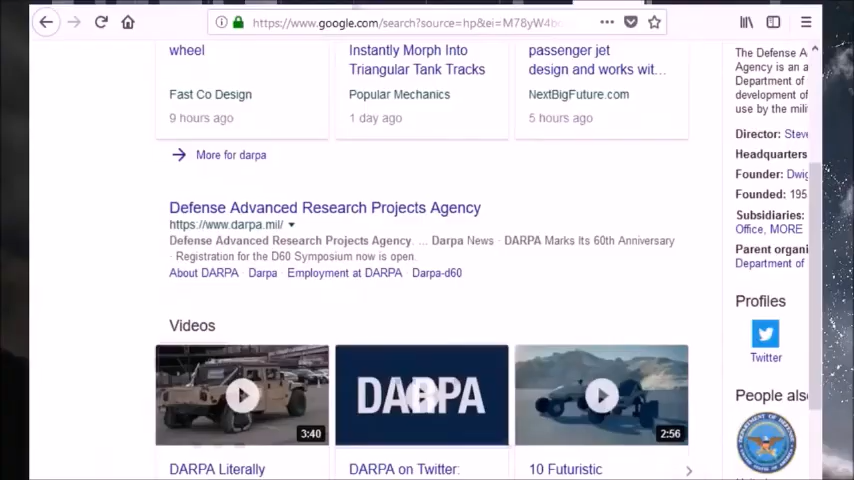 https://www.google.com/search?source=hp&ei=M78yW4b
wheel
Instantly Morph Into
Triangular Tank Tracks
passenger jet
design and works wit...
Fast Co Design
Popular Mechanics
NextBigFuture.com
9 hours ago
1 day ago
5 hours ago
More for darpa
Defense Advanced Research Projects Agency
https://www.darpa.mil/
Defense Advanced Research Projects Agency. ... Darpa News · DARPA Marks Its 60th Anniversary
· Registration for the D60 Symposium now is open.
About DARPA · Darpa · Employment at DARPA · Darpa-d60
Videos
DARPA
3:40
2:56
DARPA Literally
DARPA on Twitter:
10 Futuristic
The Defense A
Agency is an a
Department of
development of
use by the mili
Director: Steve
Headquarters
Founder: Dwig
Founded: 195
Subsidiaries:
Office, MORE
Parent organi
Department of
Profiles
Twitter
People als